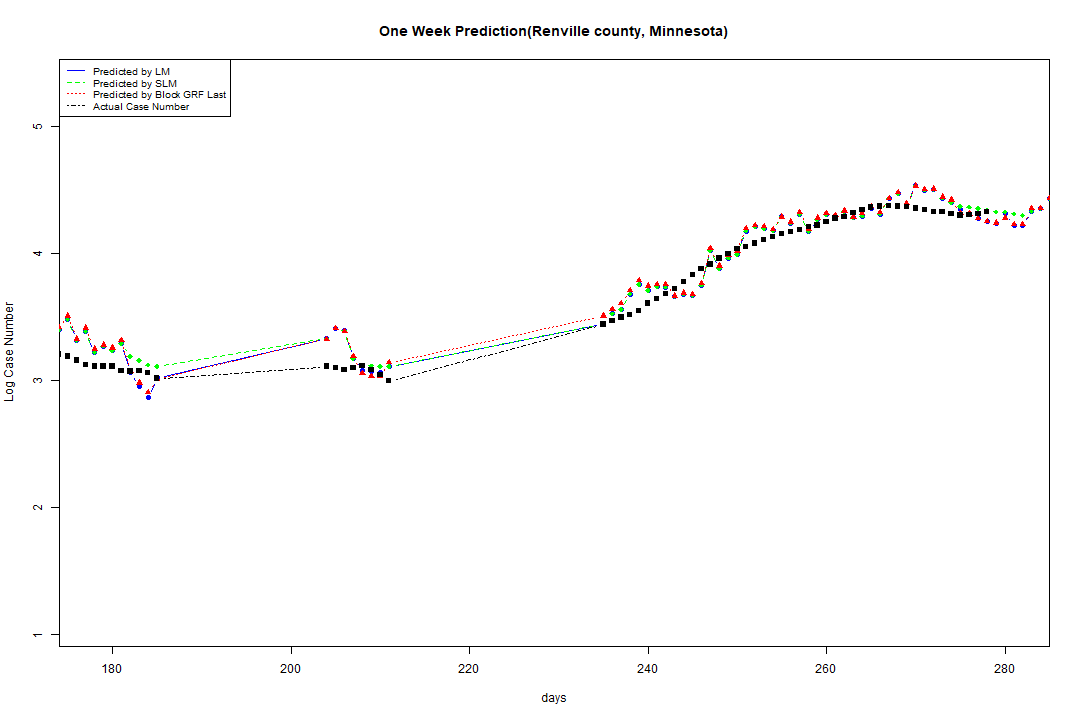 One Week Prediction(Renville county, Minnesota)
Predicted by LM
Predicted by SLM
Predicted by Block GRF Last
Actual Case Number
5
4
3
2
1
Log Case Number
180 200 220 240 260 280
days